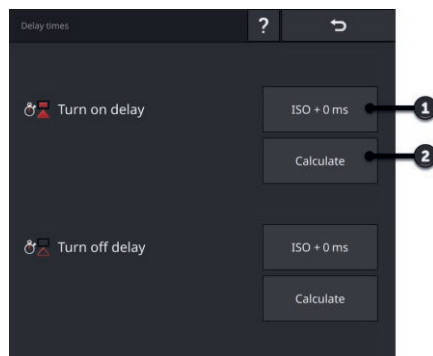 Delay times
?
Turn on delay
ISO + 0 ms
1
Calculate
2
Turn off delay
ISO + 0 ms
Calculate